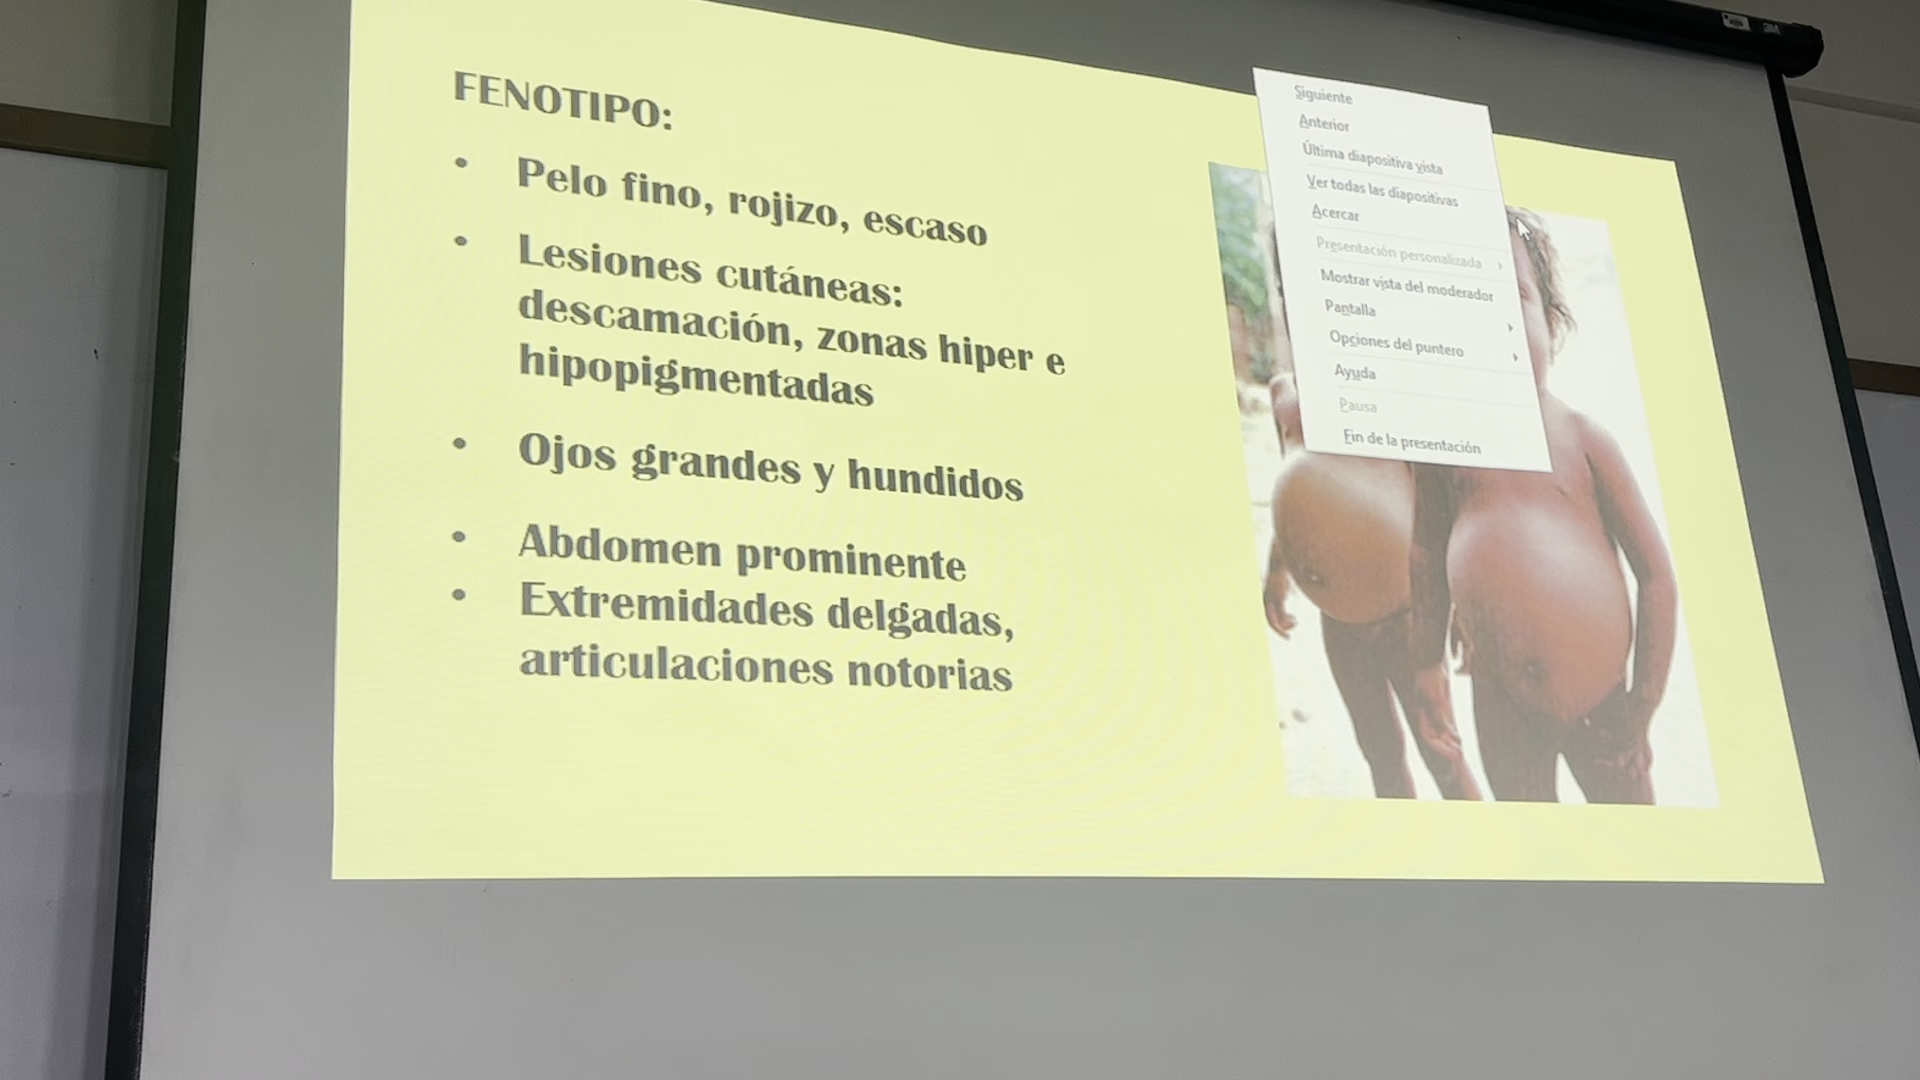 FENOTIPO:
• Pelo fino, rojizo, escaso
• Lesiones cutáneas:
descamación, zonas hiper e
hipopigmentadas
• Ojos grandes y hundidos
• Abdomen prominente
• Extremidades delgadas,
articulaciones notorias
Siguiente
Anterior
Última diapositiva vista
Ver todas las diapositivas
Acercar
Presentación personalizada
Mostrar vista del moderador
Pantalla
Opciones del puntero
Ayuda
Pausa
Fin de la presentación
3M